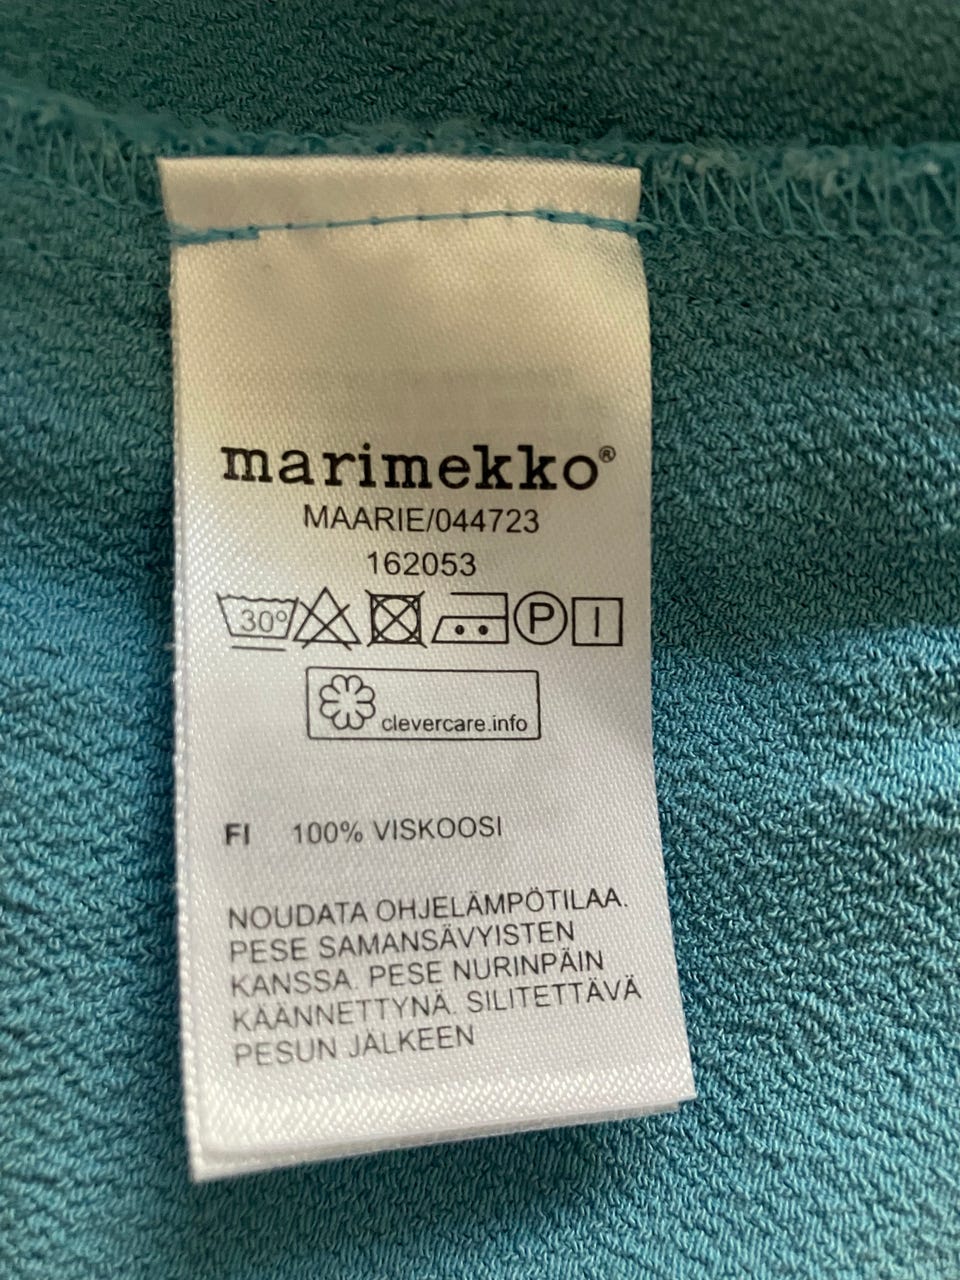 marimekko®
MAARIE/044723
162053
30°
P
clevercare.info
FI 100% VISKOOSI
NOUDATA OHJELÄMPÖTILAA.
PESE SAMANSÄVYISTEN
KANSSA. PESE NURINPÄIN
KÄÄNNETTYNÄ. SILITETTÄVÄ
PESUN JÄLKEEN